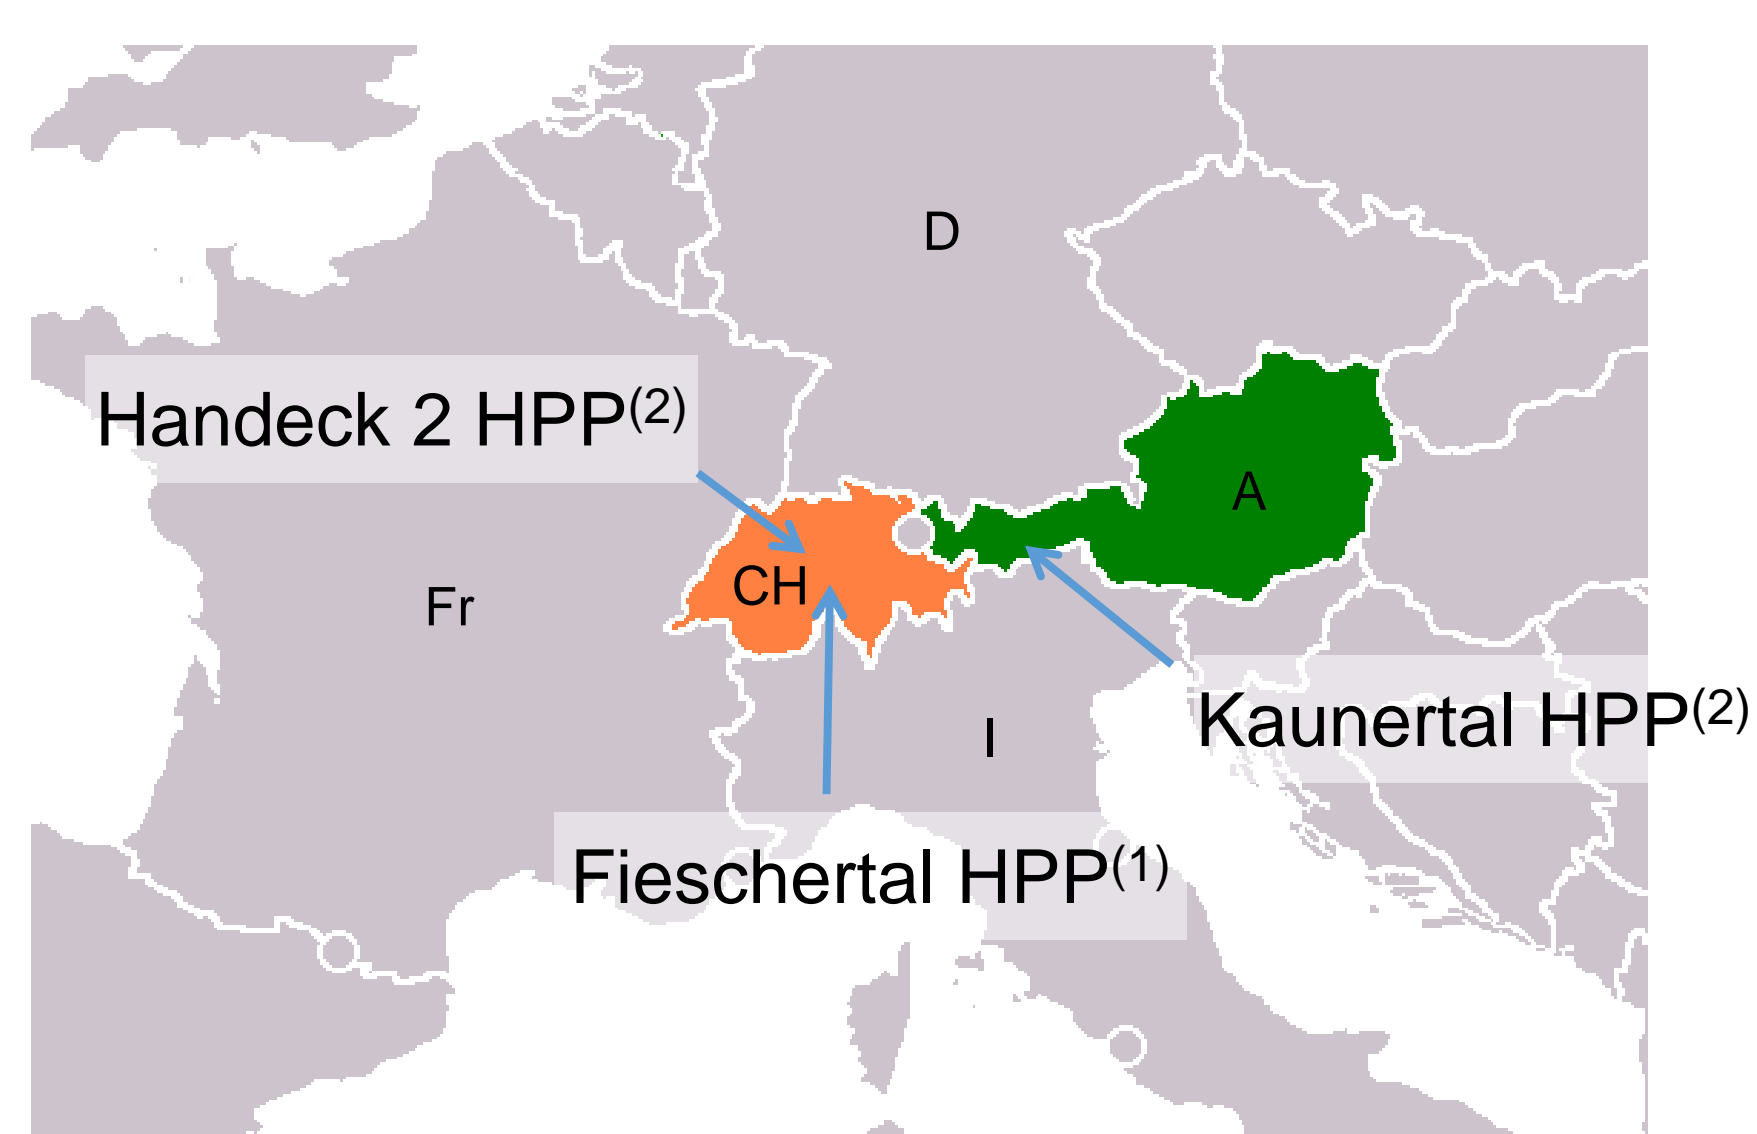 D
Handeck 2 HPP(2)
A
CH
Fr
Kaunertal HPP(2)
I
Fieschertal HPP(1)